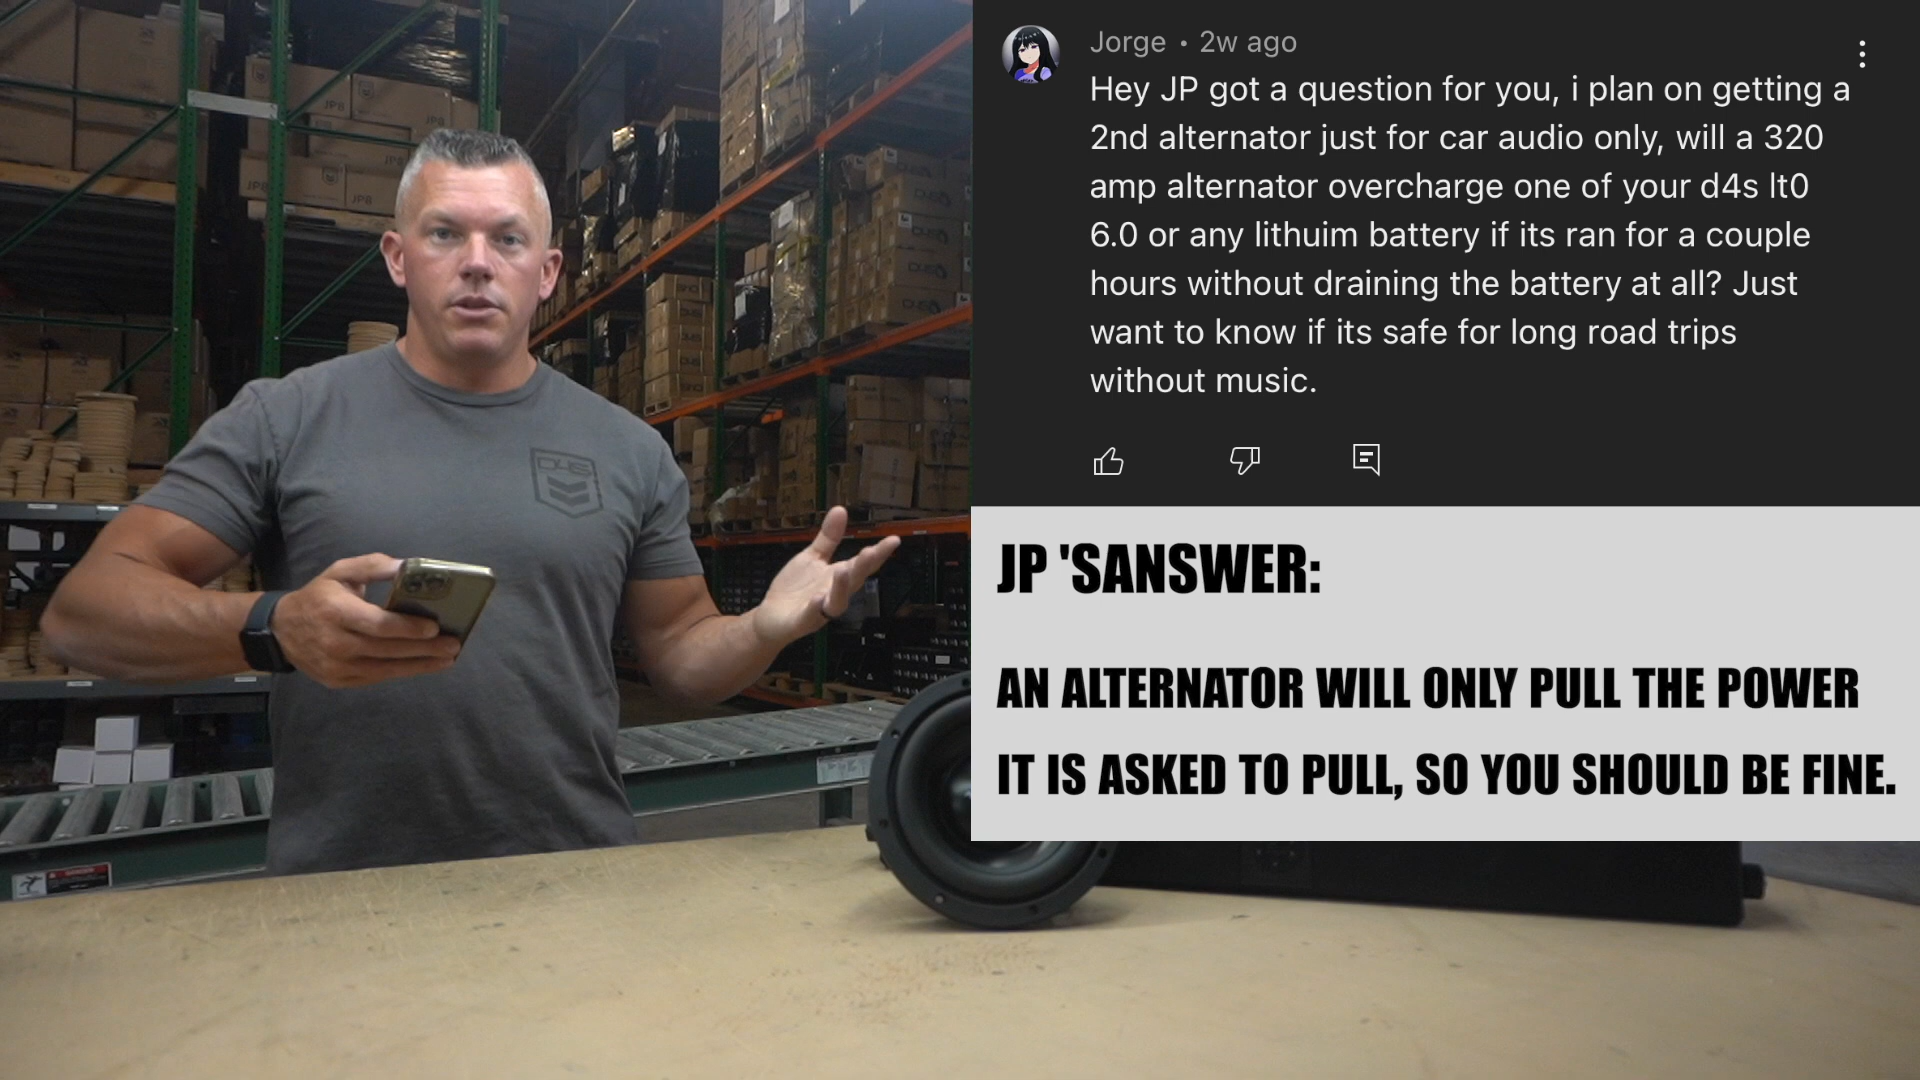 Jorge • 2w ago
Hey JP got a question for you, i plan on getting a
2nd alternator just for car audio only, will a 320
amp alternator overcharge one of your d4s lt0
6.0 or any lithuim battery if its ran for a couple
hours without draining the battery at all? Just
want to know if its safe for long road trips
without music.
JP 'SANSWER:
AN ALTERNATOR WILL ONLY PULL THE POWER
IT IS ASKED TO PULL, SO YOU SHOULD BE FINE.
D4S
JP8
JP8
JP8